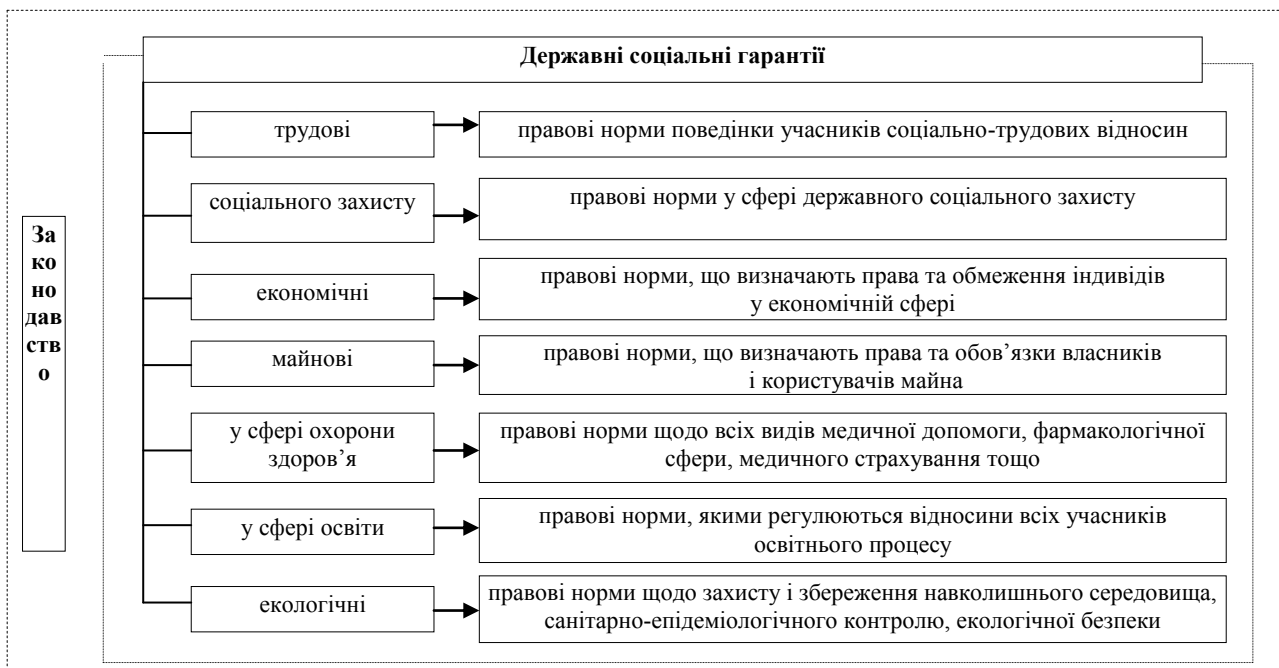 Державні соціальні гарантії
трудові
правові норми поведінки учасників соціально-трудових відносин
соціального захисту
правові норми у сфері державного соціального захисту
За
ко
но
дав
ств
о
економічні
правові норми, що визначають права та обмеження індивідів
у економічній сфері
майнові
правові норми, що визначають права та обов’язки власників
і користувачів майна
у сфері охорони
здоров’я
правові норми щодо всіх видів медичної допомоги, фармакологічної
сфери, медичного страхування тощо
у сфері освіти
правові норми, якими регулюються відносини всіх учасників
освітнього процесу
екологічні
правові норми щодо захисту і збереження навколишнього середовища,
санітарно-епідеміологічного контролю, екологічної безпеки